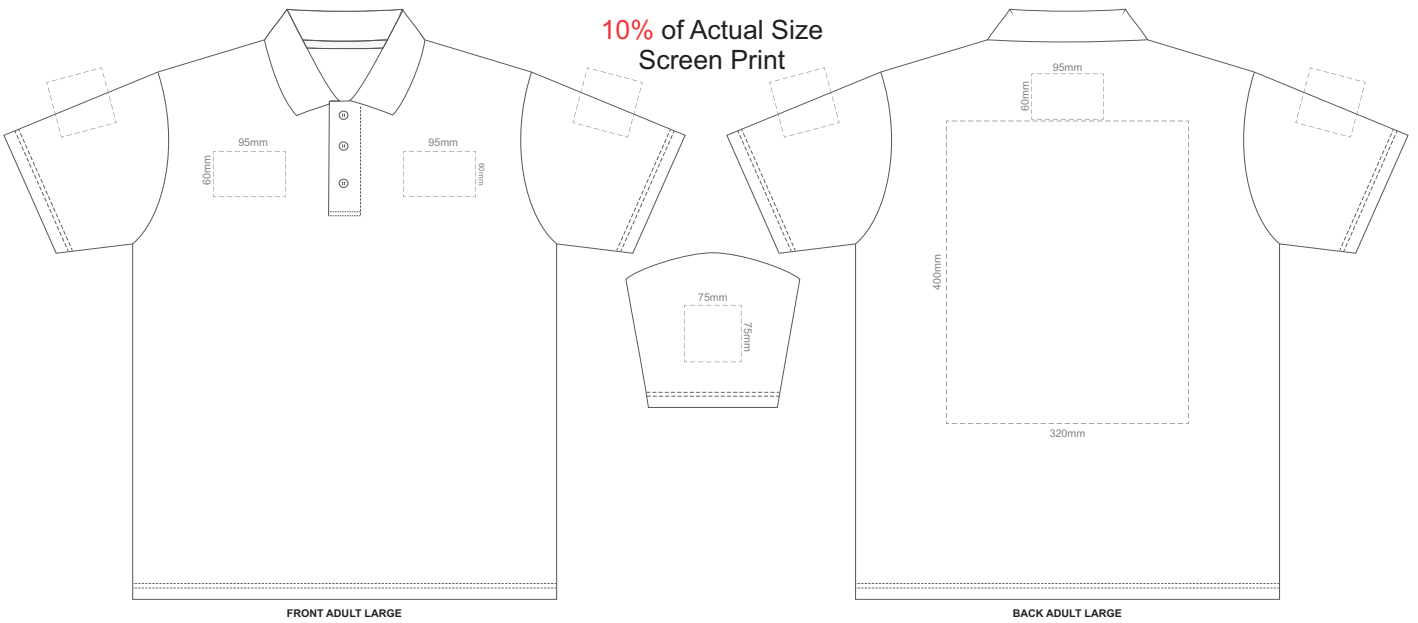 10% of Actual Size
Screen Print
95mm
60mm
95mm
60mm
75mm
75mm
95mm
60mm
400mm
320mm
FRONT ADULT LARGE
BACK ADULT LARGE